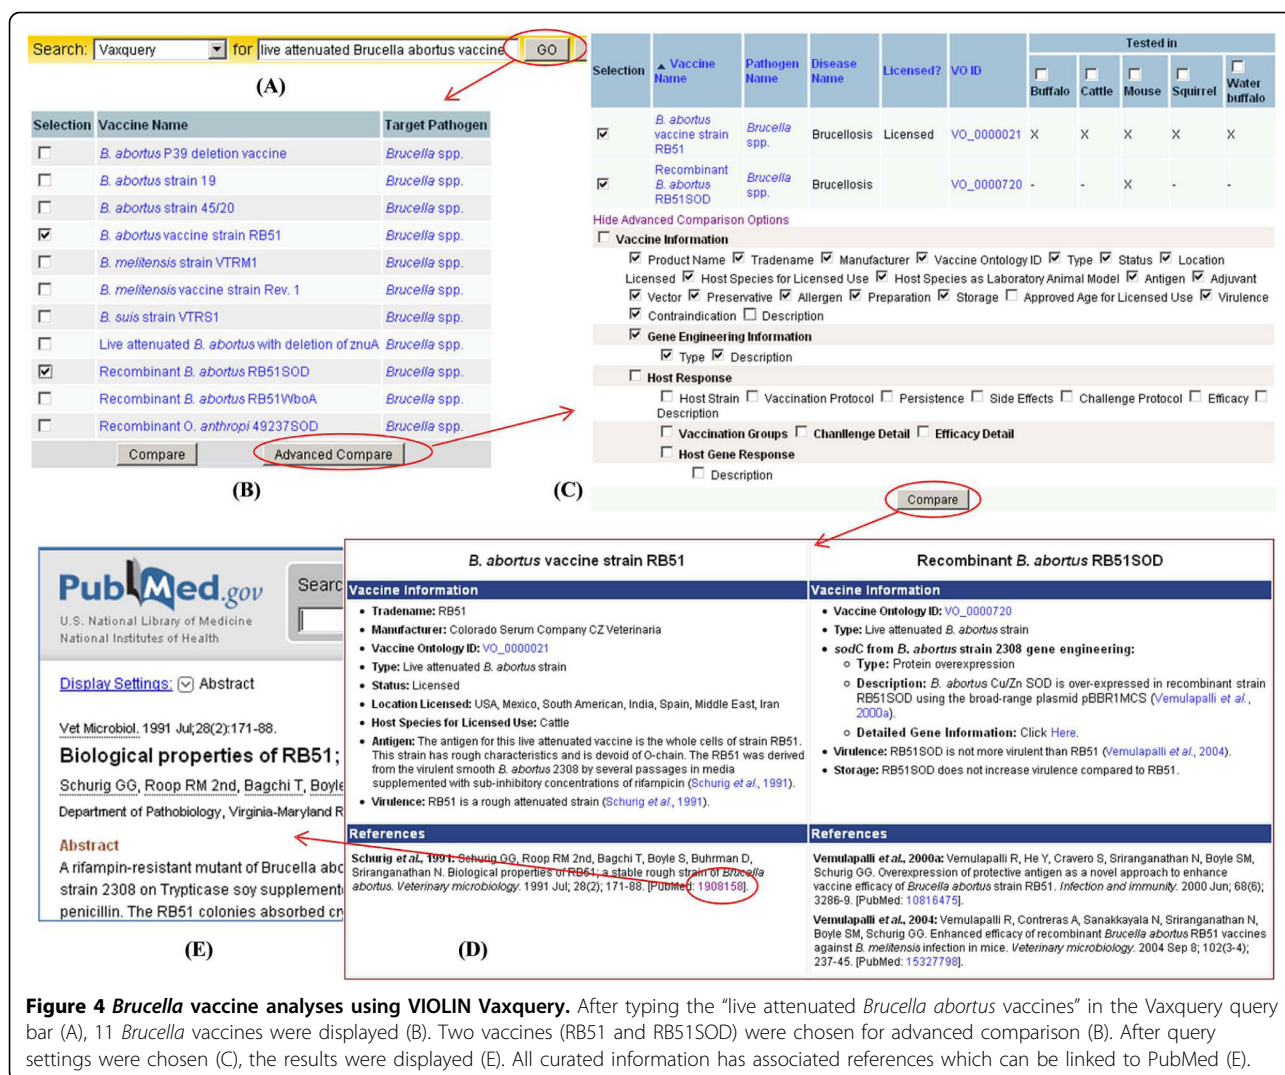 Search: Vaxquery for live attenuated Brucella abortus vaccine GO
(A)
Selection Vaccine Name Target Pathogen
B. abortus P39 deletion vaccine Brucella spp.
B. abortus strain 19 Brucella spp.
B. abortus strain 45/20 Brucella spp.
B. abortus vaccine strain RB51 Brucella spp.
B. melitensis strain VTRM1 Brucella spp.
B. melitensis vaccine strain Rev. 1 Brucella spp.
B. suis strain VTRS1 Brucella spp.
Live attenuated B. abortus with deletion of znuA Brucella spp.
Recombinant B. abortus RB51SOD Brucella spp.
Recombinant B. abortus RB51WboA Brucella spp.
Recombinant O. anthropi 49237SOD Brucella spp.
Compare Advanced Compare
(B)
Tested in
Selection Vaccine Name Pathogen Name Disease Name Licensed? VO ID Buffalo Cattle Mouse Squirrel Water buffalo
B. abortus vaccine strain RB51 Brucella spp. Brucellosis Licensed VO_0000021 X X X X X
Recombinant B. abortus RB51SOD Brucella spp. Brucellosis VO_0000720 - - X - -
Hide Advanced Comparison Options
Vaccine Information
Product Name Tradename Manufacturer Vaccine Ontology ID Type Status Location
Licensed Host Species for Licensed Use Host Species as Laboratory Animal Model Antigen Adjuvant
Vector Preservative Allergen Preparation Storage Approved Age for Licensed Use Virulence
Contraindication Description
Gene Engineering Information
Type Description
Host Response
Host Strain Vaccination Protocol Persistence Side Effects Challenge Protocol Efficacy
Description
Vaccination Groups Chanllenge Detail Efficacy Detail
Host Gene Response
Description
(C)
Compare
B. abortus vaccine strain RB51
Vaccine Information
• Tradename: RB51
• Manufacturer: Colorado Serum Company CZ Veterinaria
• Vaccine Ontology ID: VO_0000021
• Type: Live attenuated B. abortus strain
• Status: Licensed
• Location Licensed: USA, Mexico, South American, India, Spain, Middle East, Iran
• Host Species for Licensed Use: Cattle
• Antigen: The antigen for this live attenuated vaccine is the whole cells of strain RB51.
This strain has rough characteristics and is devoid of O-chain. The RB51 was derived
from the virulent smooth B. abortus 2308 by several passages in media
supplemented with sub-inhibitory concentrations of rifampicin (Schurig et al., 1991).
• Virulence: RB51 is a rough attenuated strain (Schurig et al., 1991).
References
Schurig et al., 1991: Schurig GG, Roop RM 2nd, Bagchi T, Boyle S, Buhrman D,
Sriranganathan N. Biological properties of RB51; a stable rough strain of Brucella
abortus. Veterinary microbiology. 1991 Jul; 28(2); 171-88. [PubMed: 1908158].
Recombinant B. abortus RB51SOD
Vaccine Information
• Vaccine Ontology ID: VO_0000720
• Type: Live attenuated B. abortus strain
• sodC from B. abortus strain 2308 gene engineering:
Type: Protein overexpression
Description: B. abortus Cu/Zn SOD is over-expressed in recombinant strain
RB51SOD using the broad-range plasmid pBBR1MCS (Vemulapalli et al.,
2000a).
Detailed Gene Information: Click Here.
• Virulence: RB51SOD is not more virulent than RB51 (Vemulapalli et al., 2004).
• Storage: RB51SOD does not increase virulence compared to RB51.
References
Vemulapalli et al., 2000a: Vemulapalli R, He Y, Cravero S, Sriranganathan N, Boyle SM,
Schurig GG. Overexpression of protective antigen as a novel approach to enhance
vaccine efficacy of Brucella abortus strain RB51. Infection and immunity. 2000 Jun; 68(6);
3286-9. [PubMed: 10816475].
Vemulapalli et al., 2004: Vemulapalli R, Contreras A, Sanakkayala N, Sriranganathan N,
Boyle SM, Schurig GG. Enhanced efficacy of recombinant Brucella abortus RB51 vaccines
against B. melitensis infection in mice. Veterinary microbiology. 2004 Sep 8; 102(3-4);
237-45. [PubMed: 15327798].
(D)
PubMed.gov
U.S. National Library of Medicine
National Institutes of Health
Searc
Display Settings: Abstract
Vet Microbiol. 1991 Jul;28(2):171-88.
Biological properties of RB51;
Schurig GG, Roop RM 2nd, Bagchi T, Boyle
Department of Pathobiology, Virginia-Maryland R
Abstract
A rifampin-resistant mutant of Brucella abo
strain 2308 on Trypticase soy supplement
penicillin. The RB51 colonies absorbed cr
(E)
Figure 4 Brucella vaccine analyses using VIOLIN Vaxquery. After typing the “live attenuated Brucella abortus vaccines” in the Vaxquery query
bar (A), 11 Brucella vaccines were displayed (B). Two vaccines (RB51 and RB51SOD) were chosen for advanced comparison (B). After query
settings were chosen (C), the results were displayed (E). All curated information has associated references which can be linked to PubMed (E).